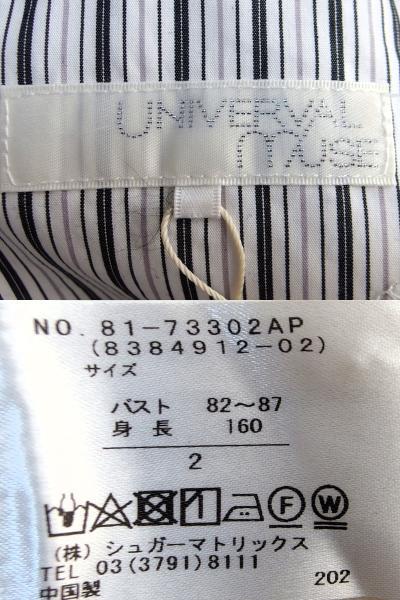 UNIVERVAL
MUSE
NO. 81-73302AP
(8384912-02)
サイズ
バスト 82〜87
身長 160
2
F W
(株) シュガーマトリックス
TEL 03(3791)8111
中国製 202